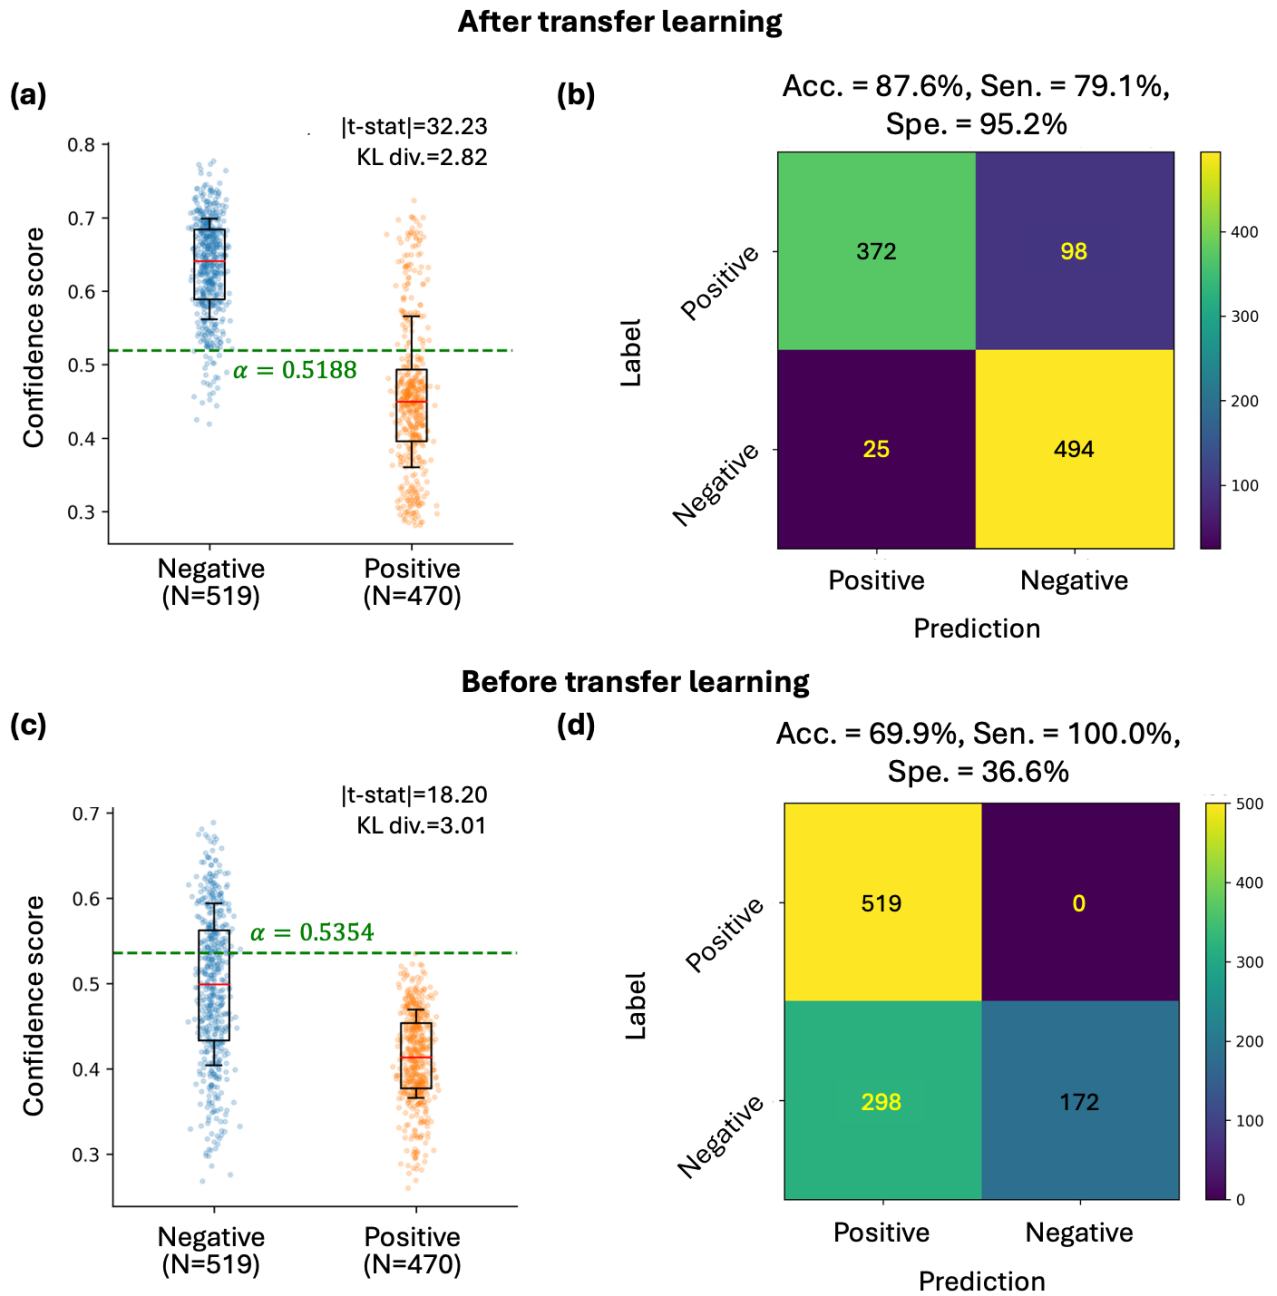 After transfer learning
(a)
|t-stat|=32.23
KL div.=2.82
Confidence score
0.8
0.7
0.6
0.5
0.4
0.3
α = 0.5188
Negative
(N=519)
Positive
(N=470)
(b)
Acc. = 87.6%, Sen. = 79.1%,
Spe. = 95.2%
Label
Positive
Negative
372
98
25
494
Positive
Negative
Prediction
400
300
200
100
Before transfer learning
(c)
|t-stat|=18.20
KL div.=3.01
Confidence score
0.7
0.6
0.5
0.4
0.3
α = 0.5354
Negative
(N=519)
Positive
(N=470)
(d)
Acc. = 69.9%, Sen. = 100.0%,
Spe. = 36.6%
Label
Positive
Negative
519
0
298
172
Positive
Negative
Prediction
500
400
300
200
100
0